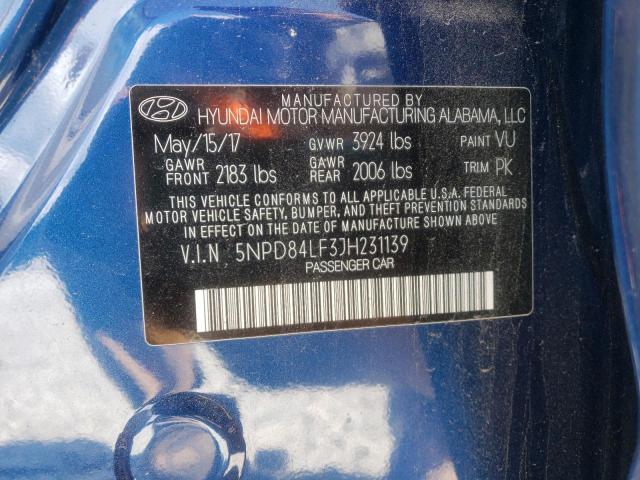 MANUFACTURED BY
HYUNDAI MOTOR MANUFACTURING ALABAMA, LLC
May/15/17 GVWR 3924 lbs PAINT VU
GAWR FRONT 2183 lbs GAWR REAR 2006 lbs TRIM PK
THIS VEHICLE CONFORMS TO ALL APPLICABLE U.S.A. FEDERAL
MOTOR VEHICLE SAFETY, BUMPER, AND THEFT PREVENTION STANDARDS
IN EFFECT ON THE DATE OF MANUFACTURE SHOWN ABOVE.
V.I.N 5NPD84LF3JH231139
PASSENGER CAR